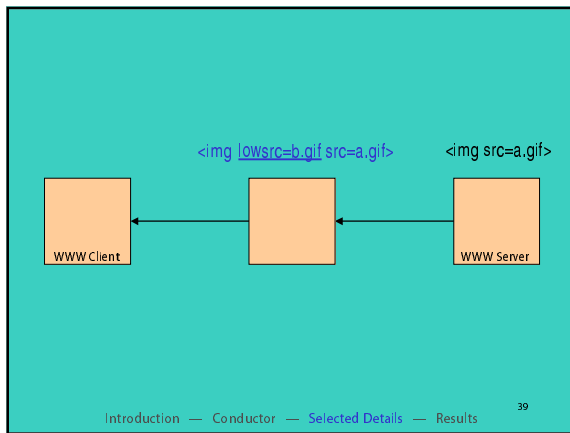 <img lowsrc=b.gif src=a.gif> <img src=a.gif>
WWW Client WWW Server
39
Introduction — Conductor — Selected Details — Results